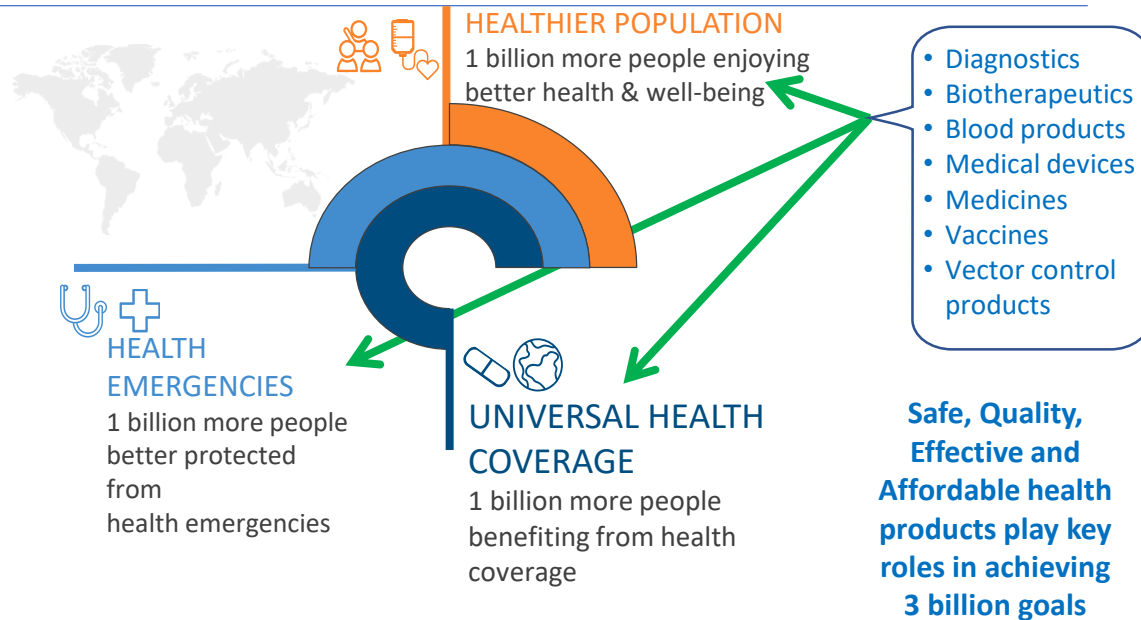 HEALTHIER POPULATION
1 billion more people enjoying
better health & well-being
HEALTH
EMERGENCIES
1 billion more people
better protected
from
health emergencies
UNIVERSAL HEALTH
COVERAGE
1 billion more people
benefiting from health
coverage
• Diagnostics
• Biotherapeutics
• Blood products
• Medical devices
• Medicines
• Vaccines
• Vector control
products
Safe, Quality,
Effective and
Affordable health
products play key
roles in achieving
3 billion goals